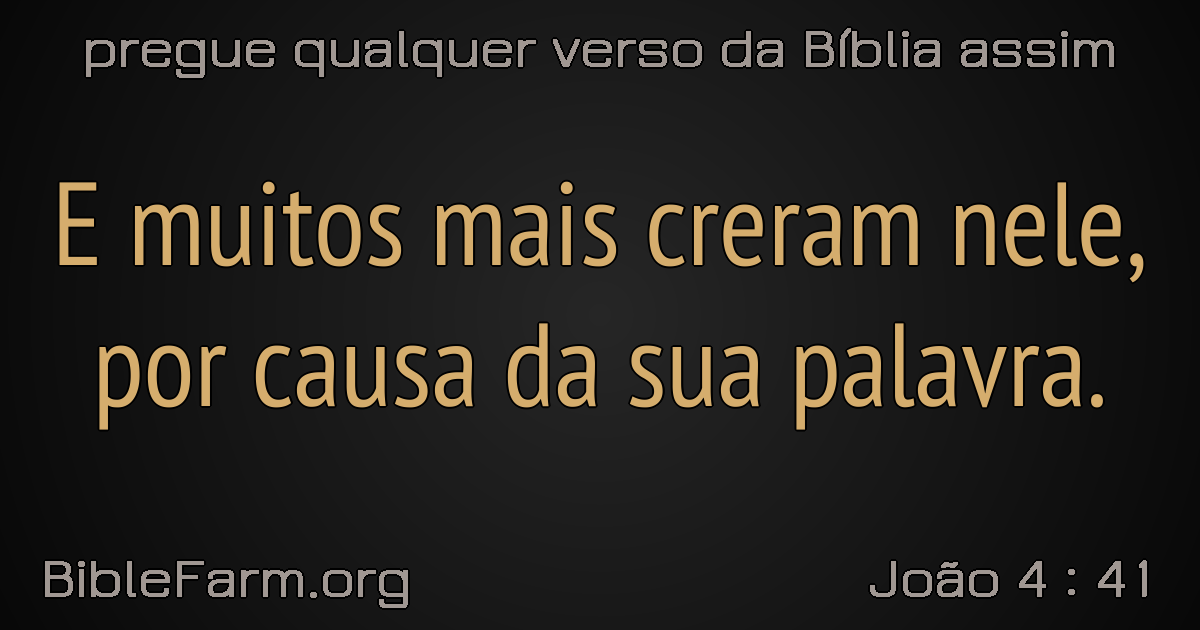 pregue qualquer verso da Bíblia assim
E muitos mais creram nele,
por causa da sua palavra.
BibleFarm.org
João 4 : 41